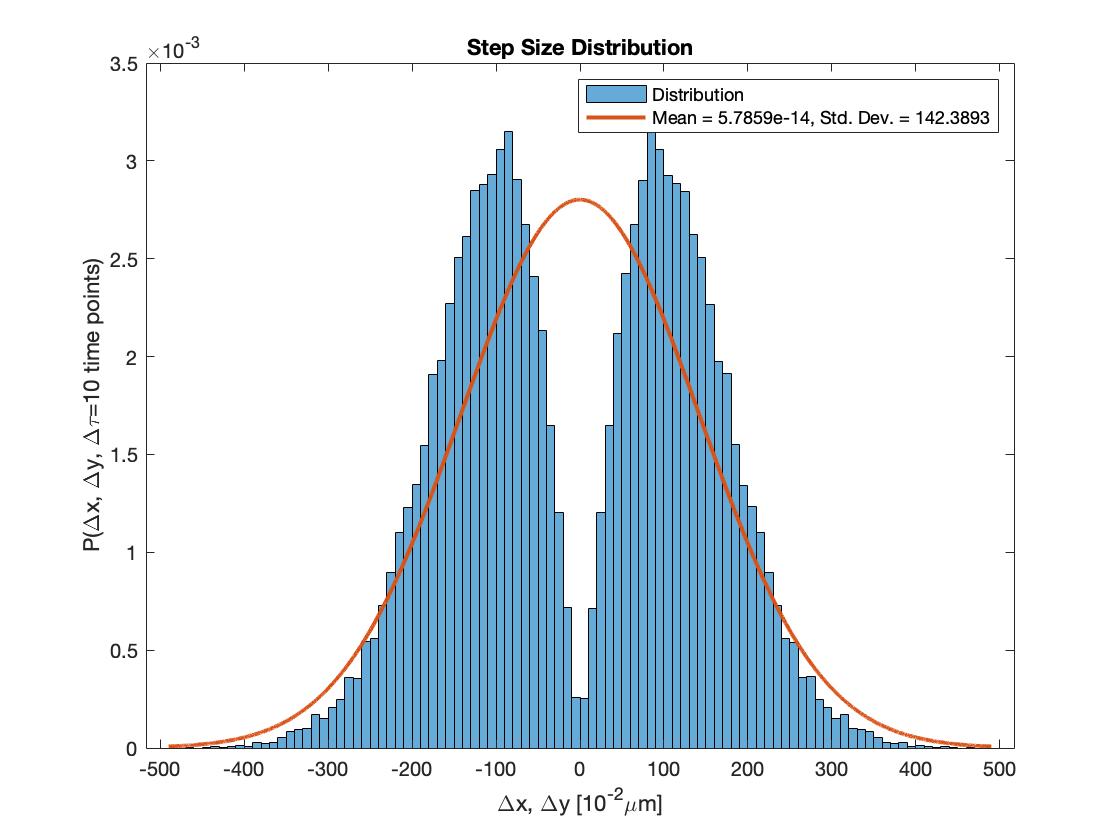 Step Size Distribution
×10⁻³
3.5
3
2.5
2
1.5
1
0.5
0
P(Δx, Δy, Δτ=10 time points)
Distribution
Mean = 5.7859e-14, Std. Dev. = 142.3893
-500 -400 -300 -200 -100 0 100 200 300 400 500
Δx, Δy [10⁻²μm]